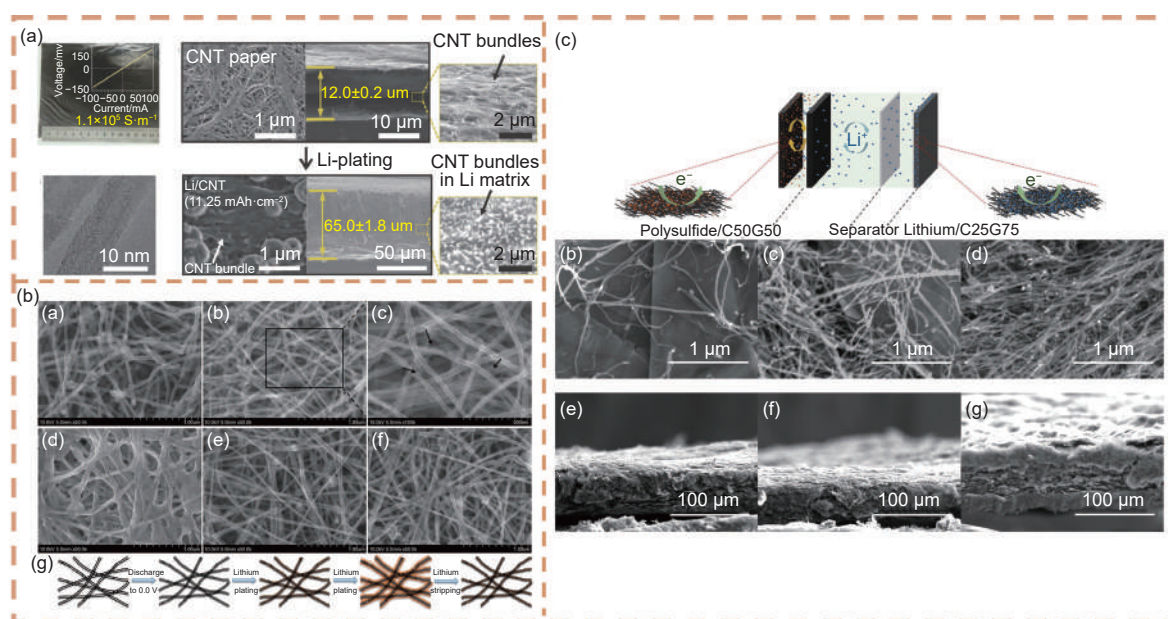 (a)
Voltage/mv
150
0
−150
−100
0
50
100
Current/mA
1.1×10⁵ S·m⁻¹
CNT paper
1 μm
12.0±0.2 um
10 μm
CNT bundles
2 μm
Li-plating
10 nm
Li/CNT
(11.25 mAh·cm⁻²)
CNT bundle
1 μm
65.0±1.8 um
50 μm
CNT bundles
in Li matrix
2 μm
(b)
(a)
(b)
(c)
(d)
(e)
(f)
(g)
Discharge
to 0.0 V
Lithium
plating
Lithium
plating
Lithium
stripping
(c)
Li⁺
e⁻
e⁻
Polysulfide/C50G50
Separator Lithium/C25G75
(b)
1 μm
(c)
1 μm
(d)
1 μm
(e)
100 μm
(f)
100 μm
(g)
100 μm